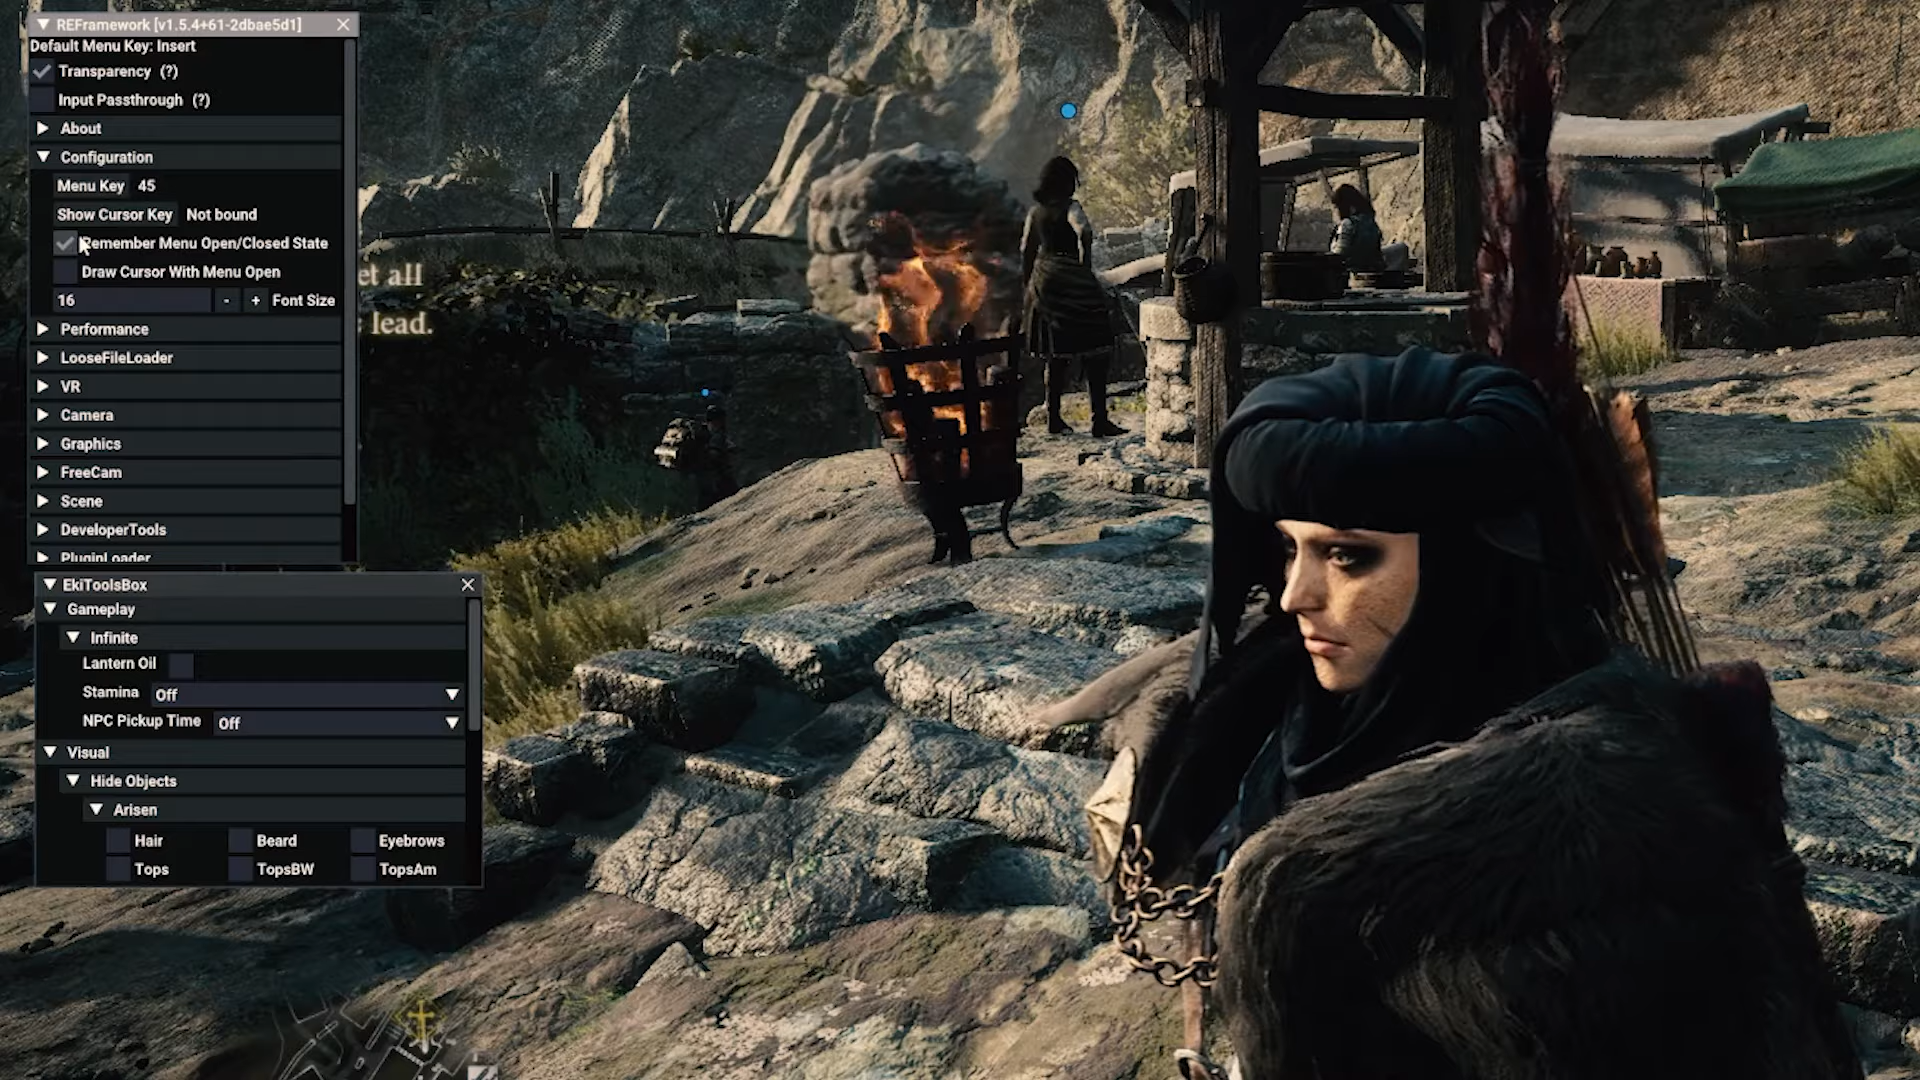 REFramework [v1.5.4+61-2dbae5d1]
Default Menu Key: Insert
Transparency (?)
Input Passthrough (?)
About
Configuration
Menu Key 45
Show Cursor Key Not bound
Remember Menu Open/Closed State
Draw Cursor With Menu Open
16 - + Font Size
Performance
LooseFileLoader
VR
Camera
Graphics
FreeCam
Scene
DeveloperTools
PluginLoader
et all
lead.
EkiToolsBox
Gameplay
Infinite
Lantern Oil
Stamina Off
NPC Pickup Time Off
Visual
Hide Objects
Arisen
Hair Beard Eyebrows
Tops TopsBW TopsAm